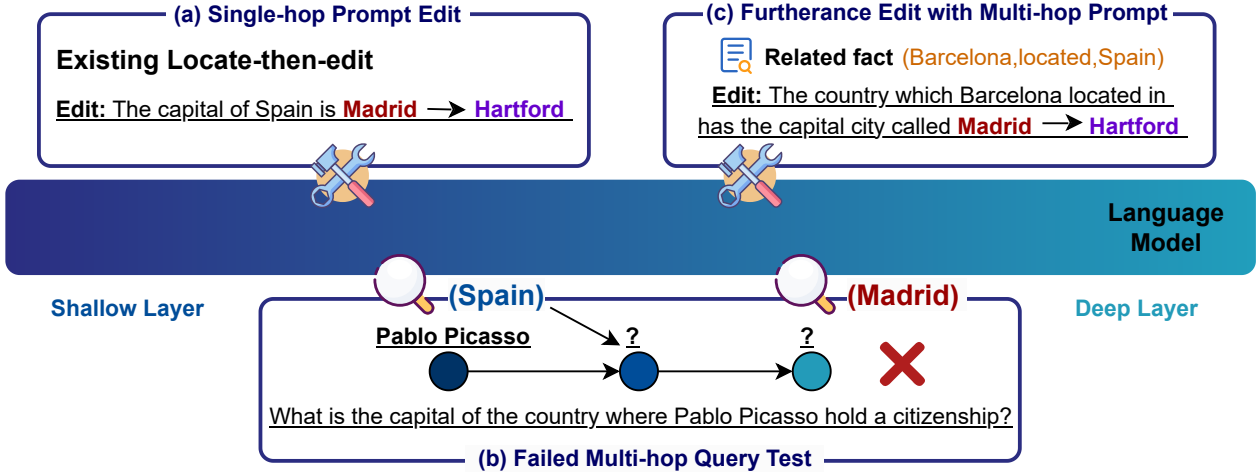 (a) Single-hop Prompt Edit
Existing Locate-then-edit
Edit: The capital of Spain is Madrid → Hartford
(c) Furtherance Edit with Multi-hop Prompt
Related fact (Barcelona,located,Spain)
Edit: The country which Barcelona located in
has the capital city called Madrid → Hartford
Language
Model
Shallow Layer
(Spain)
(Madrid)
Deep Layer
Pablo Picasso
?
?
What is the capital of the country where Pablo Picasso hold a citizenship?
(b) Failed Multi-hop Query Test